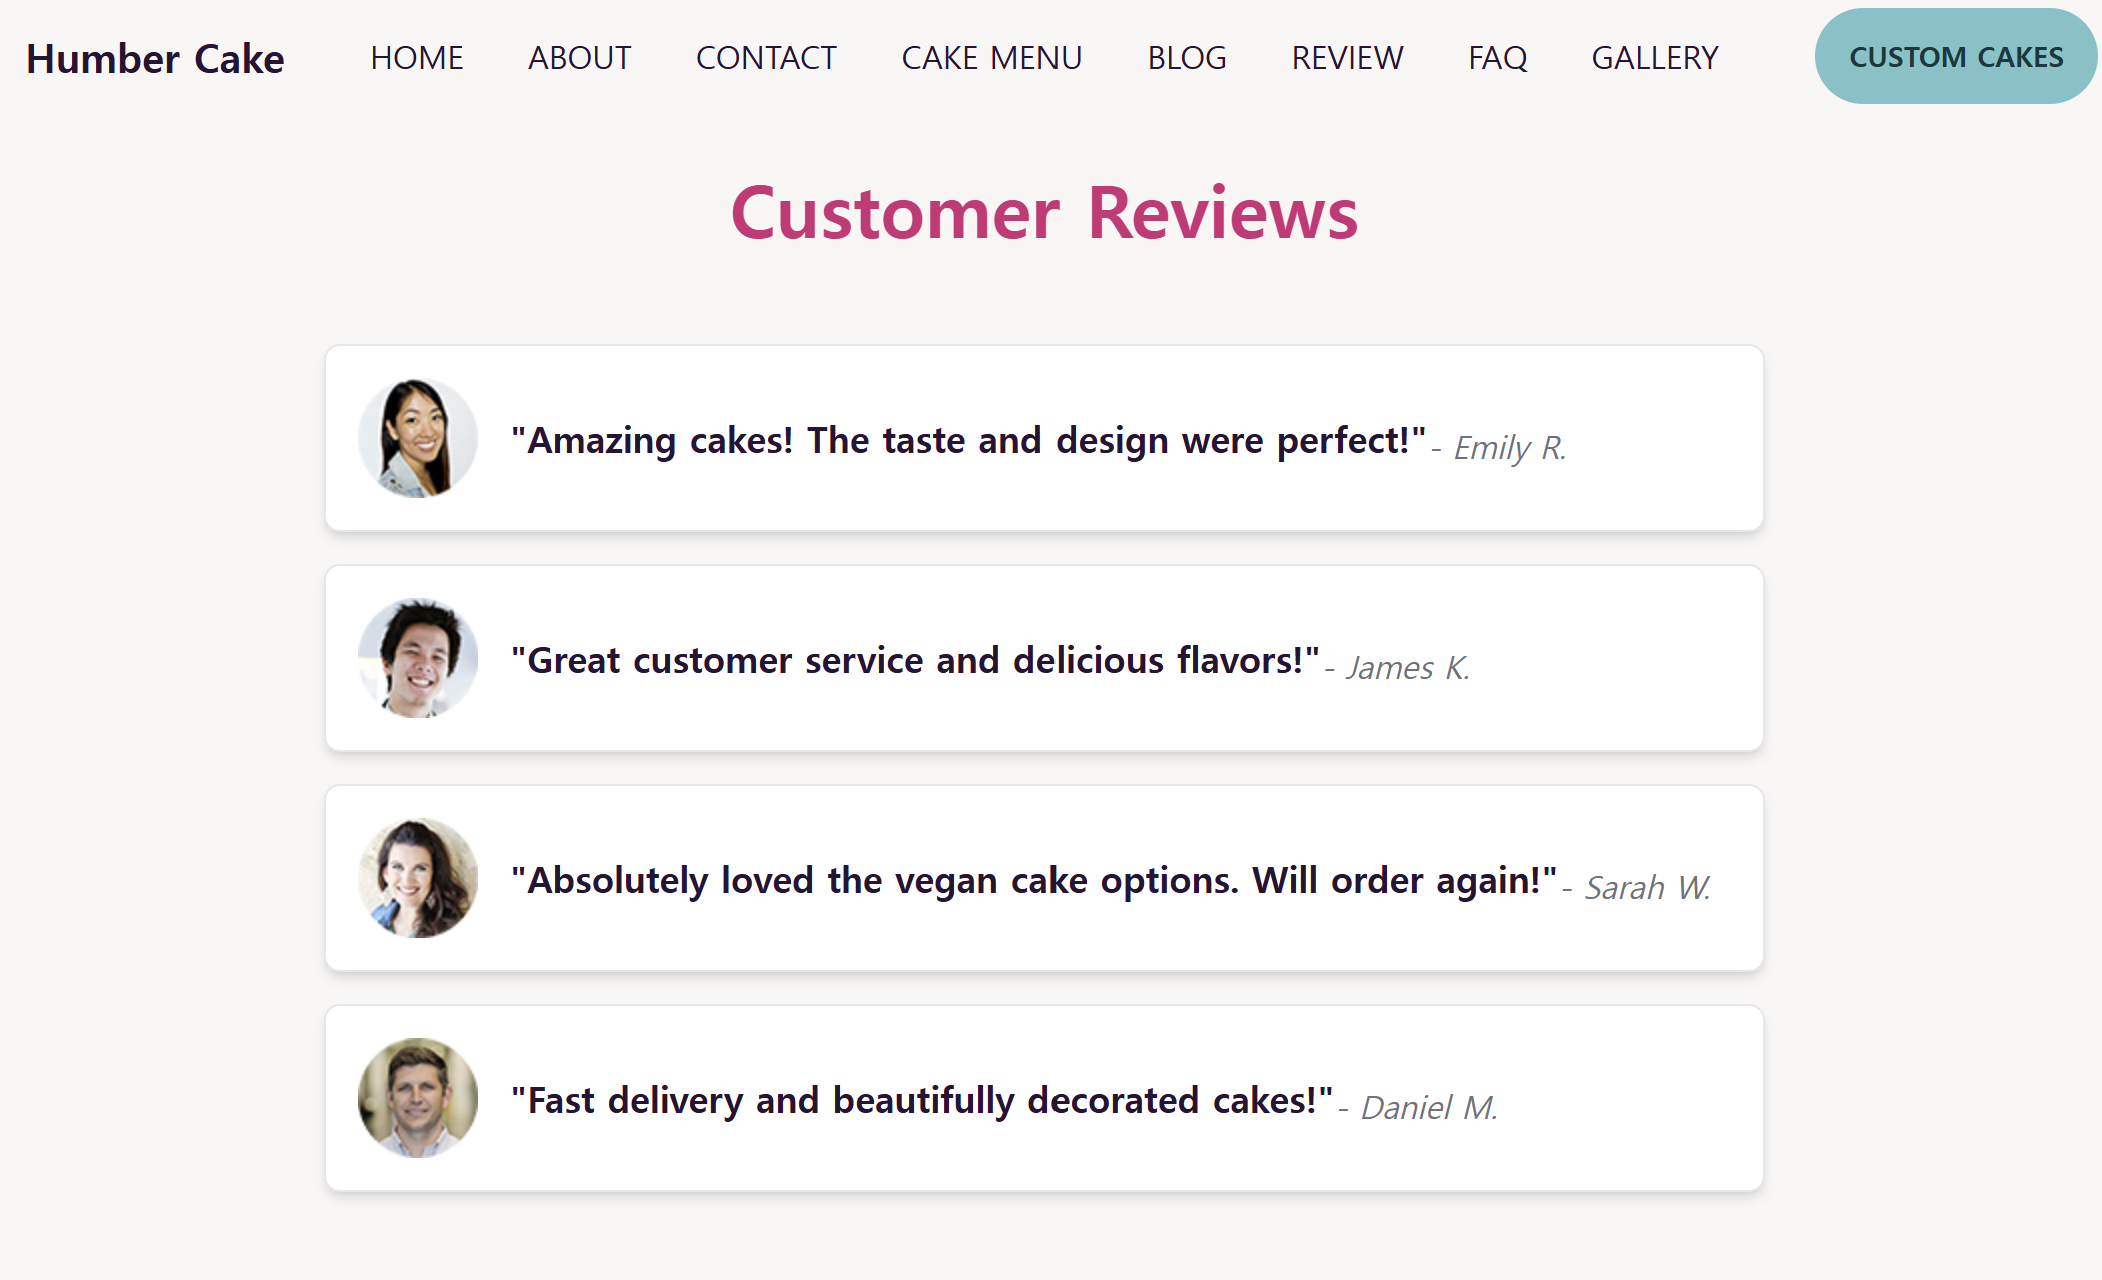 Humber Cake HOME ABOUT CONTACT CAKE MENU BLOG REVIEW FAQ GALLERY CUSTOM CAKES
Customer Reviews
"Amazing cakes! The taste and design were perfect!" - Emily R.
"Great customer service and delicious flavors!" - James K.
"Absolutely loved the vegan cake options. Will order again!" - Sarah W.
"Fast delivery and beautifully decorated cakes!" - Daniel M.